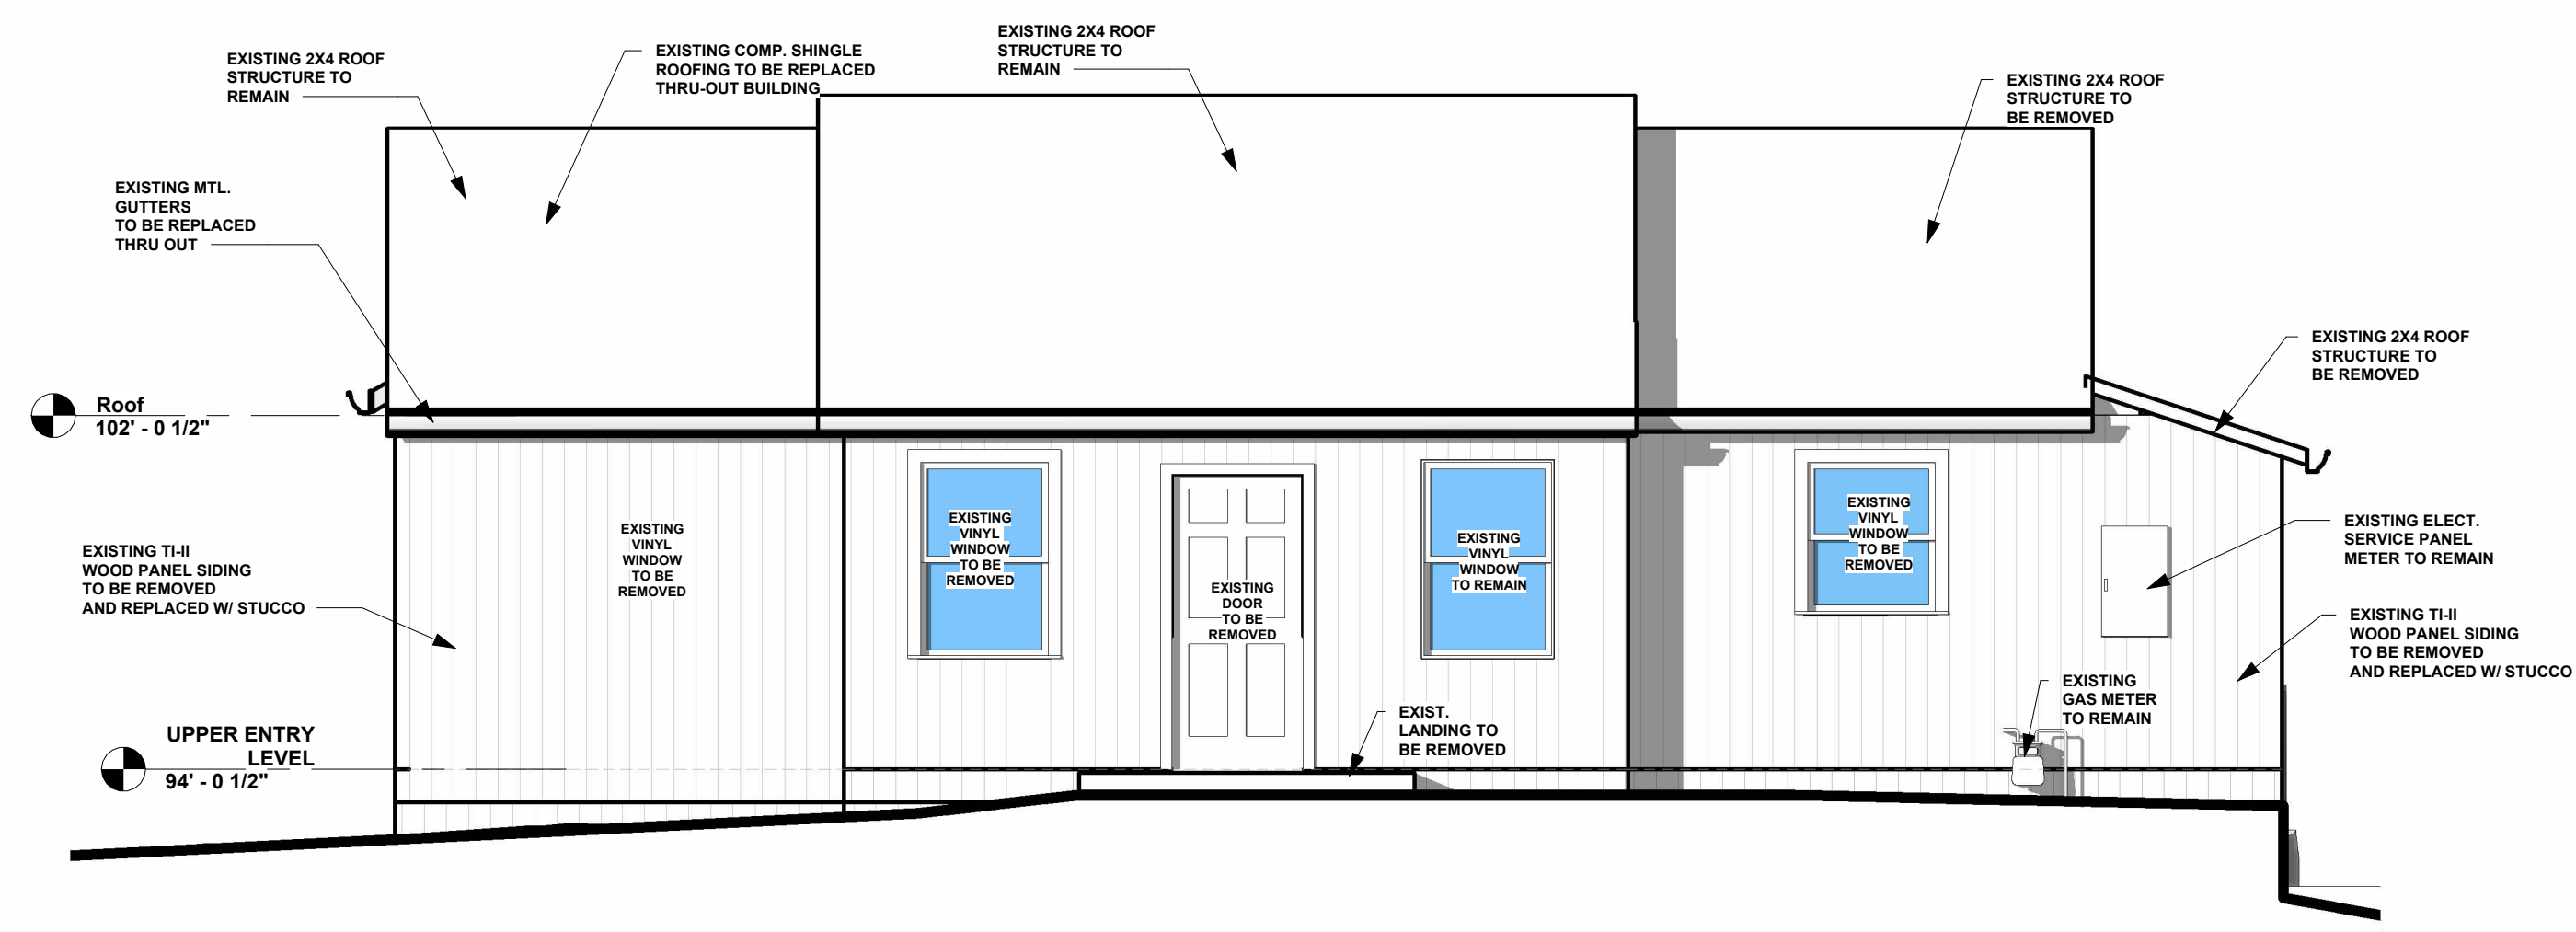 EXISTING 2X4 ROOF
STRUCTURE TO
REMAIN
EXISTING COMP. SHINGLE
ROOFING TO BE REPLACED
THRU-OUT BUILDING
EXISTING 2X4 ROOF
STRUCTURE TO
REMAIN
EXISTING 2X4 ROOF
STRUCTURE TO
BE REMOVED
EXISTING MTL.
GUTTERS
TO BE REPLACED
THRU OUT
EXISTING 2X4 ROOF
STRUCTURE TO
BE REMOVED
Roof
102' - 0 1/2"
EXISTING TI-II
WOOD PANEL SIDING
TO BE REMOVED
AND REPLACED W/ STUCCO
EXISTING
VINYL
WINDOW
TO BE
REMOVED
EXISTING
VINYL
WINDOW
TO BE
REMOVED
EXISTING
DOOR
TO BE
REMOVED
EXISTING
VINYL
WINDOW
TO REMAIN
EXISTING
VINYL
WINDOW
TO BE
REMOVED
EXISTING ELECT.
SERVICE PANEL
METER TO REMAIN
EXISTING TI-II
WOOD PANEL SIDING
TO BE REMOVED
AND REPLACED W/ STUCCO
EXISTING
GAS METER
TO REMAIN
EXIST.
LANDING TO
BE REMOVED
UPPER ENTRY
LEVEL
94' - 0 1/2"